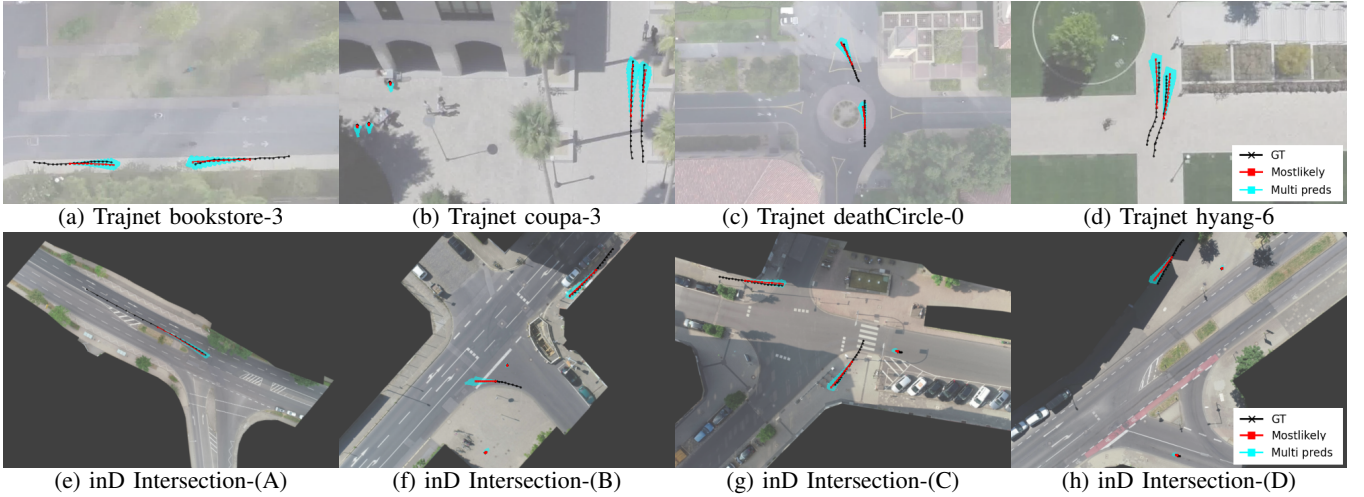 GT
Mostlikely
Multi preds
(a) Trajnet bookstore-3
(b) Trajnet coupa-3
(c) Trajnet deathCircle-0
(d) Trajnet hyang-6
GT
Mostlikely
Multi preds
(e) inD Intersection-(A)
(f) inD Intersection-(B)
(g) inD Intersection-(C)
(h) inD Intersection-(D)